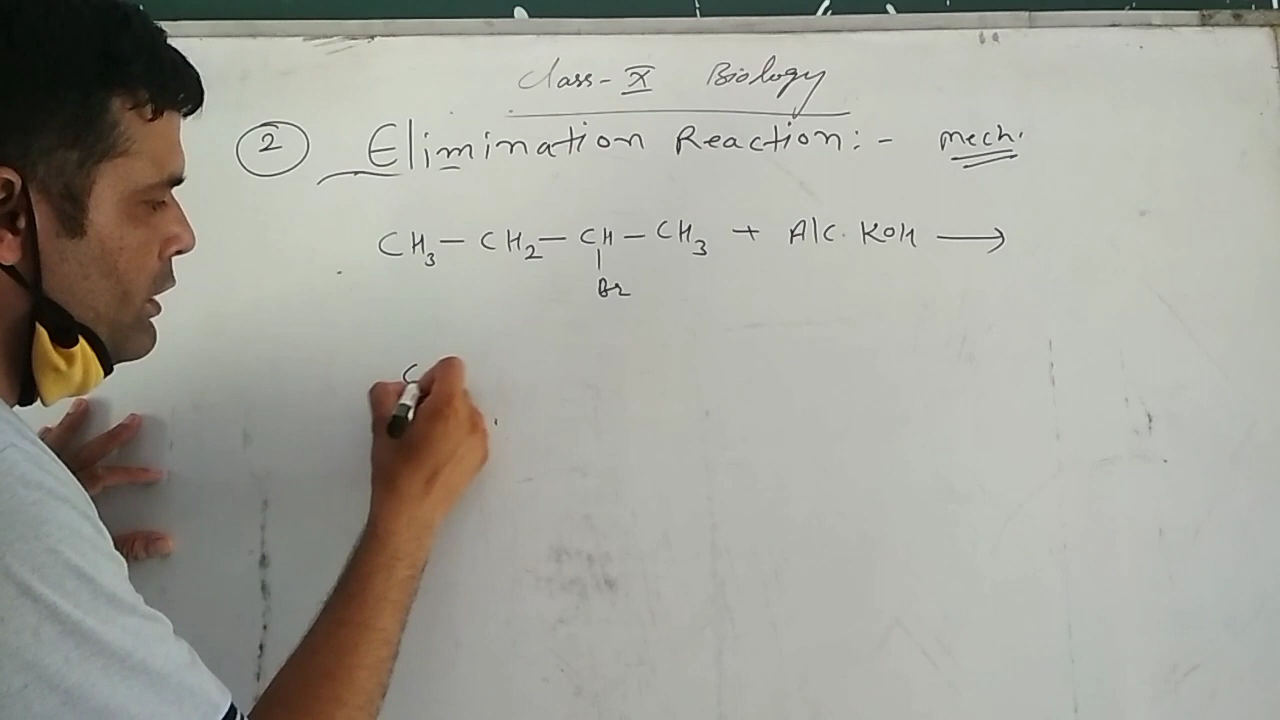 Class-X Biology
2 Elimination Reaction:- mech.
CH3 – CH2 – CH – CH3 + Alc. KOH ⟶
|
Br
C